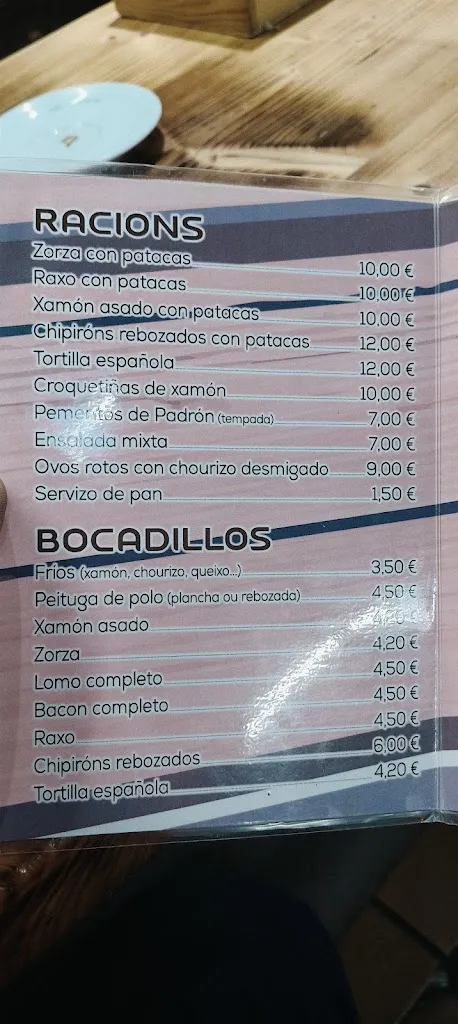 RACIONS
Zorza con patacas 10,00 €
Raxo con patacas 10,00 €
Xamón asado con patacas 10,00 €
Chipiróns rebozados con patacas 12,00 €
Tortilla española 12,00 €
Croquetiñas de xamón 10,00 €
Pementos de Padrón (tempada) 7,00 €
Ensalada mixta 7,00 €
Ovos rotos con chourizo desmigado 9,00 €
Servizo de pan 1,50 €
BOCADILLOS
Fríos (xamón, chourizo, queixo...) 3,50 €
Peituga de polo (plancha ou rebozada) 4,50 €
Xamón asado 4,20 €
Zorza 4,20 €
Lomo completo 4,50 €
Bacon completo 4,50 €
Raxo 4,50 €
Chipiróns rebozados 6,00 €
Tortilla española 4,20 €